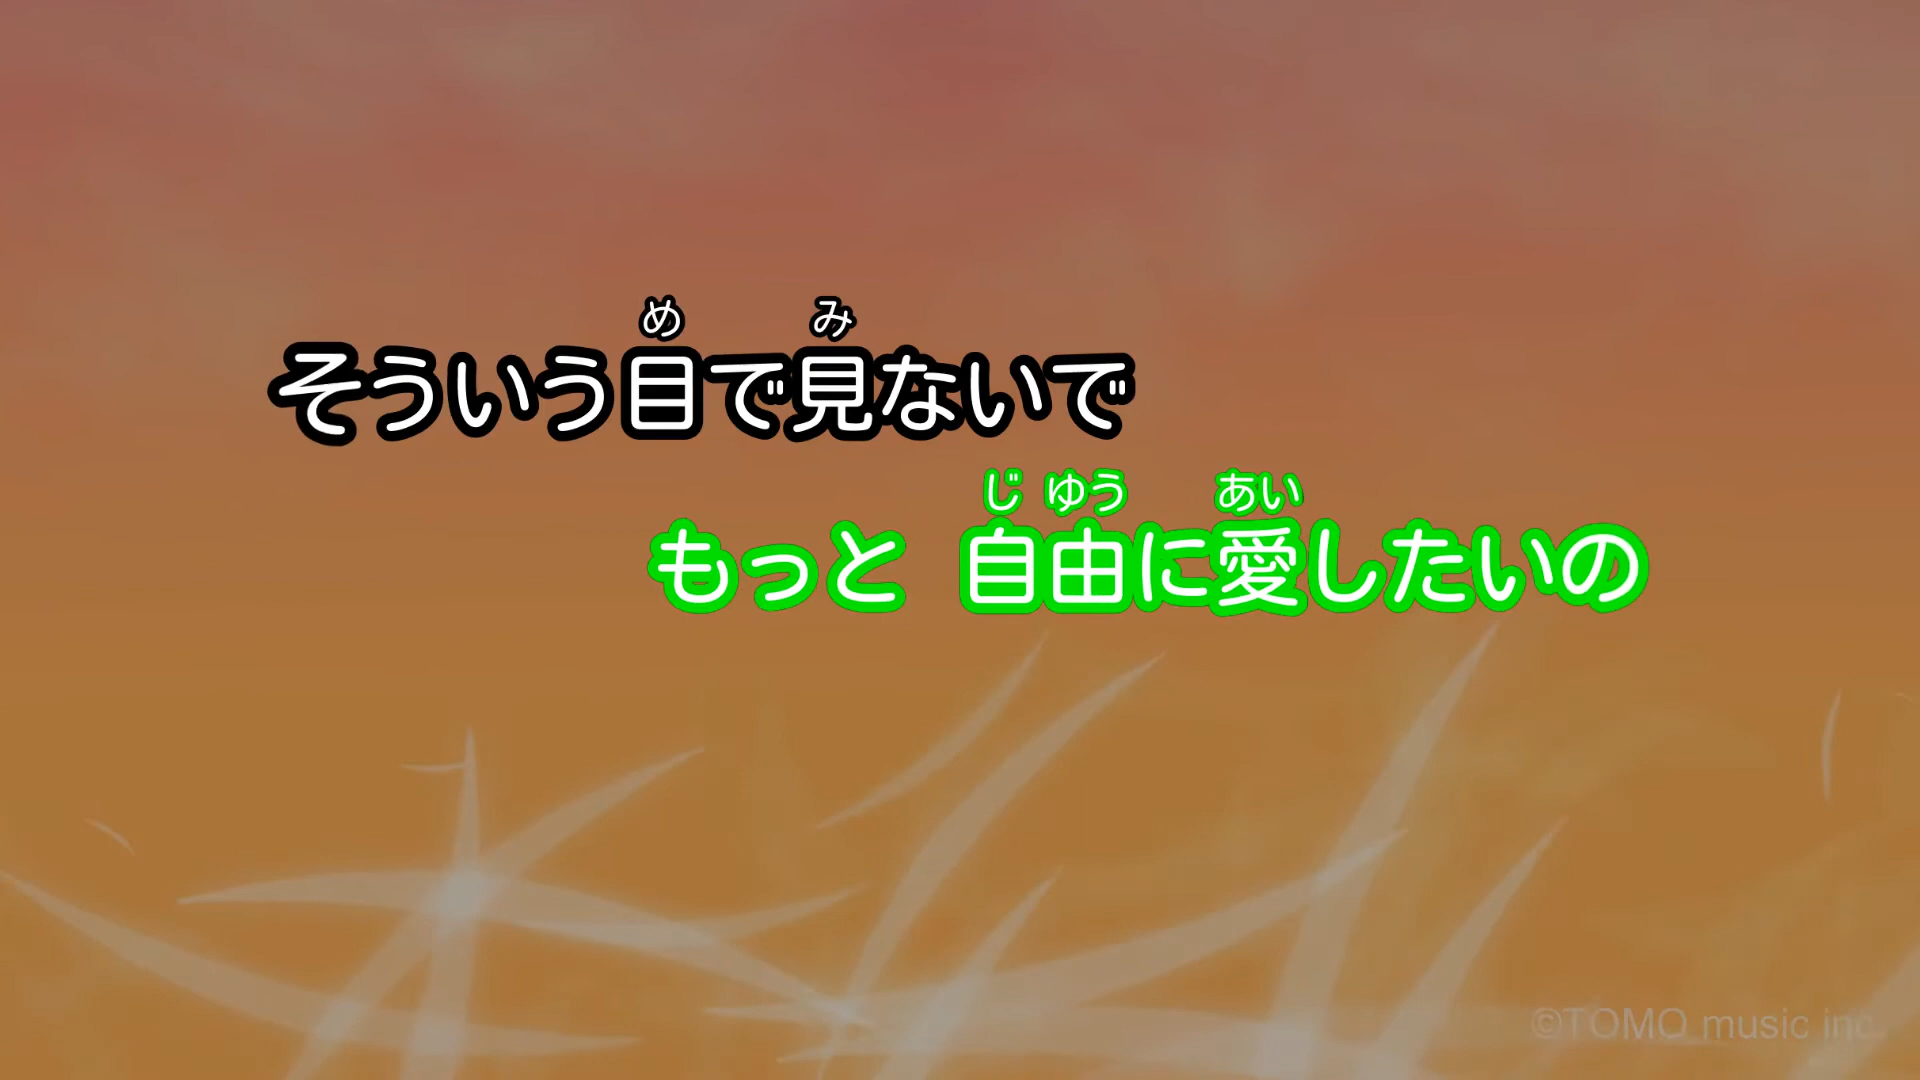 め み
そういう目で見ないで
じ ゆう あい
もっと 自由に愛したいの
©TOMO music inc.